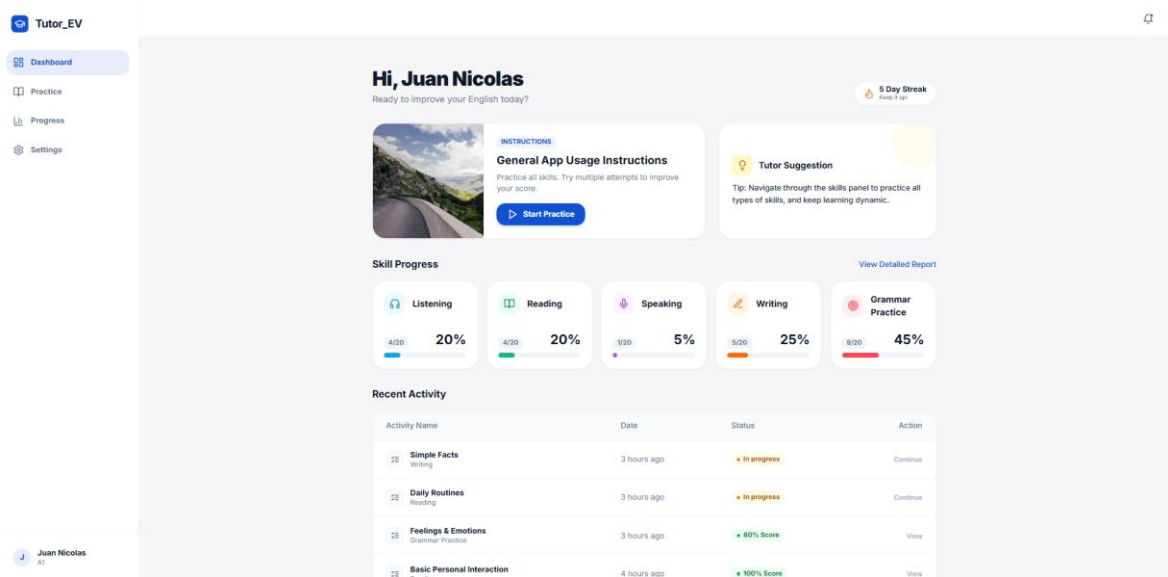 Tutor_EV
Dashboard
Practice
Progress
Settings
Hi, Juan Nicolas
Ready to improve your English today?
5 Day Streak
Keep it up!
INSTRUCTIONS
General App Usage Instructions
Practice all skills. Try multiple attempts to improve
your score.
Start Practice
Tutor Suggestion
Tip: Navigate through the skills panel to practice all
types of skills, and keep learning dynamic.
Skill Progress
View Detailed Report
Listening
4/20 20%
Reading
4/20 20%
Speaking
1/20 5%
Writing
5/20 25%
Grammar
Practice
9/20 45%
Recent Activity
Activity Name Date Status Action
Simple Facts
Writing
3 hours ago In progress Continue
Daily Routines
Reading
3 hours ago In progress Continue
Feelings & Emotions
Grammar Practice
3 hours ago 90% Score View
Basic Personal Interaction
4 hours ago 100% Score View
J
Juan Nicolas
A1